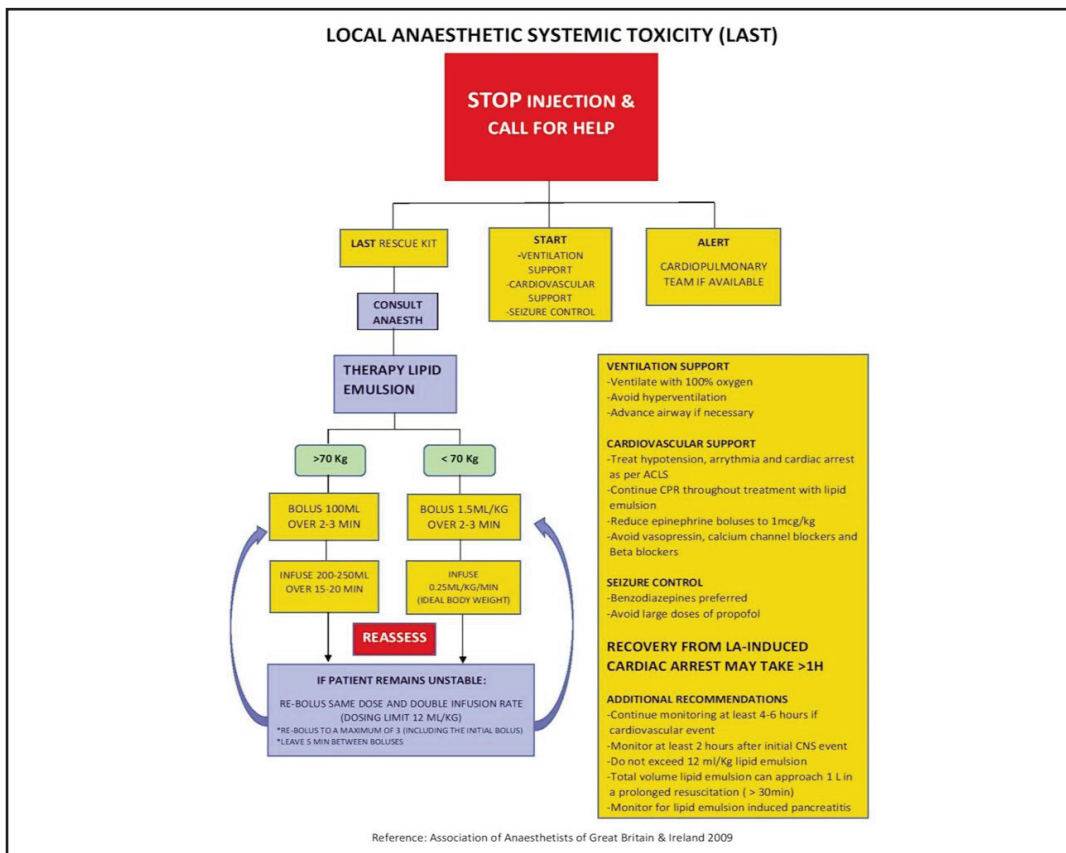 LOCAL ANAESTHETIC SYSTEMIC TOXICITY (LAST)
STOP INJECTION &
CALL FOR HELP
LAST RESCUE KIT
START
-VENTILATION
SUPPORT
-CARDIOVASCULAR
SUPPORT
-SEIZURE CONTROL
ALERT
CARDIOPULMONARY
TEAM IF AVAILABLE
CONSULT
ANAESTH
THERAPY LIPID
EMULSION
>70 Kg
< 70 Kg
BOLUS 100ML
OVER 2-3 MIN
BOLUS 1.5ML/KG
OVER 2-3 MIN
INFUSE 200-250ML
OVER 15-20 MIN
INFUSE
0.25ML/KG/MIN
(IDEAL BODY WEIGHT)
REASSESS
IF PATIENT REMAINS UNSTABLE:
RE-BOLUS SAME DOSE AND DOUBLE INFUSION RATE
(DOSING LIMIT 12 ML/KG)
*RE-BOLUS TO A MAXIMUM OF 3 (INCLUDING THE INITIAL BOLUS)
*LEAVE 5 MIN BETWEEN BOLUSES
VENTILATION SUPPORT
-Ventilate with 100% oxygen
-Avoid hyperventilation
-Advance airway if necessary
CARDIOVASCULAR SUPPORT
-Treat hypotension, arrytmia and cardiac arrest
as per ACLS
-Continue CPR throughout treatment with lipid
emulsion
-Reduce epinephrine boluses to 1mcg/kg
-Avoid vasopressin, calcium channel blockers and
Beta blockers
SEIZURE CONTROL
-Benzodiazepines preferred
-Avoid large doses of propofol
RECOVERY FROM LA-INDUCED
CARDIAC ARREST MAY TAKE >1H
ADDITIONAL RECOMMENDATIONS
-Continue monitoring at least 4-6 hours if
cardiovascular event
-Monitor at least 2 hours after initial CNS event
-Do not exceed 12 ml/Kg lipid emulsion
-Total volume lipid emulsion can approach 1 L in
a prolonged resuscitation ( > 30min)
-Monitor for lipid emulsion induced pancreatitis
Reference: Association of Anaesthetists of Great Britain & Ireland 2009